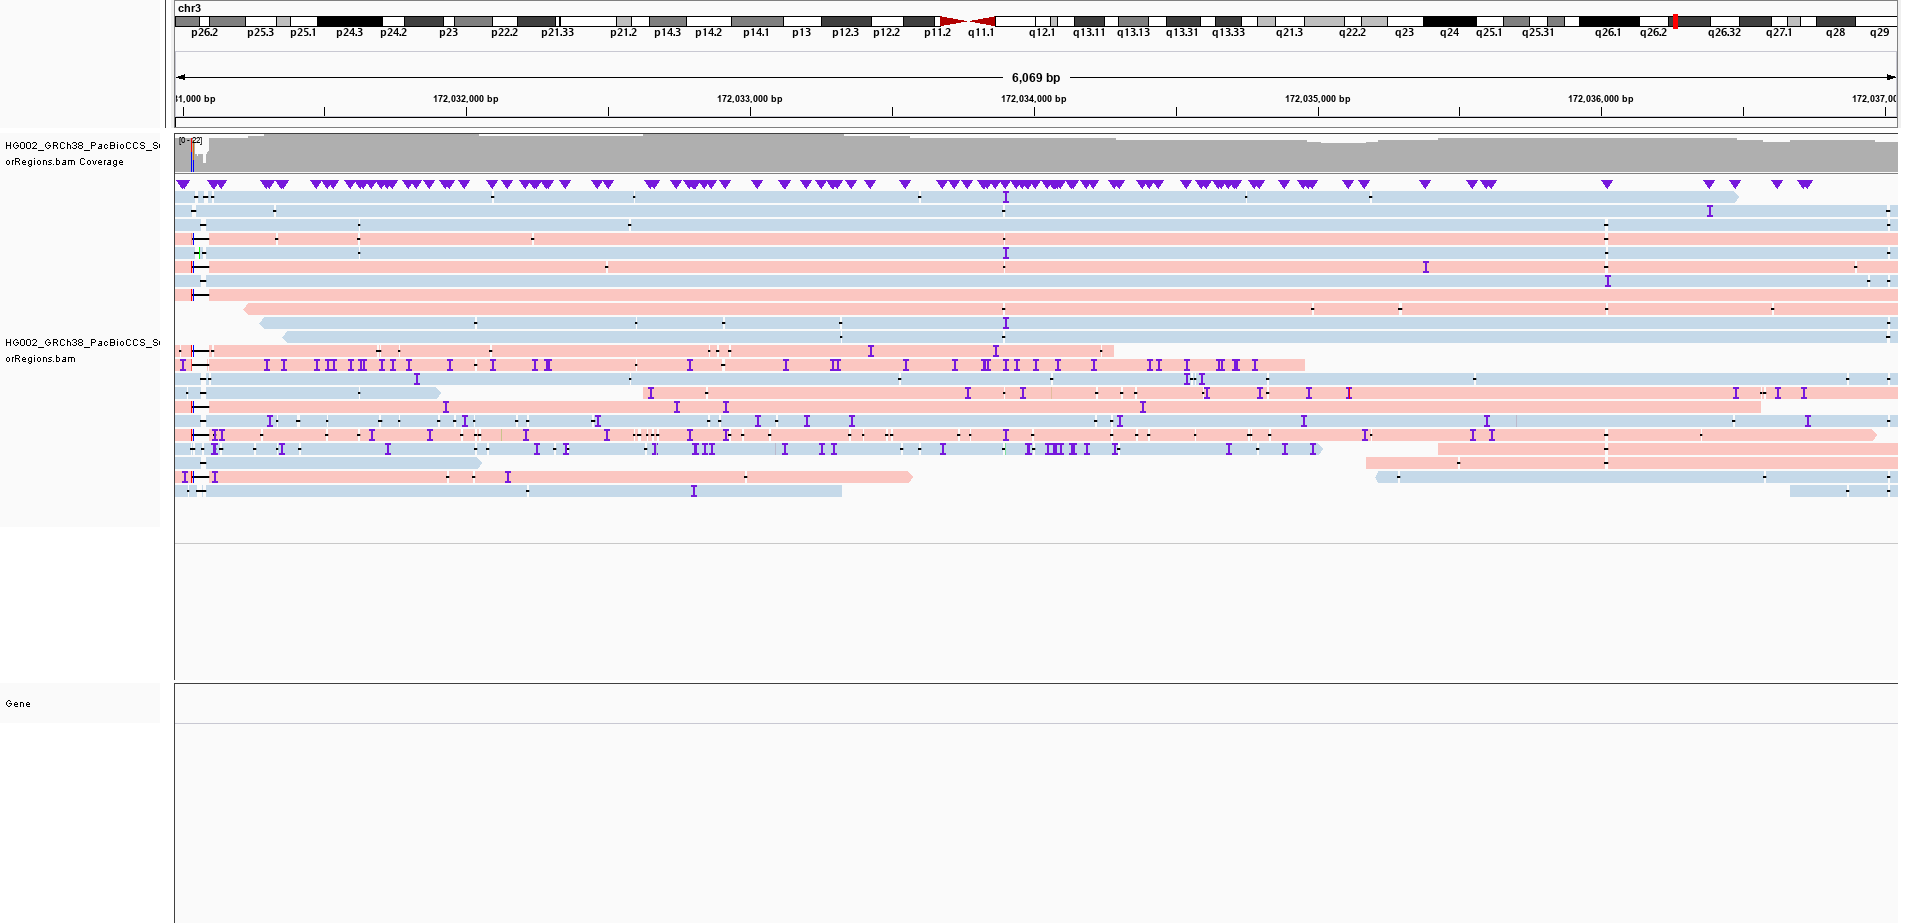 chr3
p26.2 p25.3 p25.1 p24.3 p24.2 p23 p22.2 p21.33 p21.2 p14.3 p14.2 p14.1 p13 p12.3 p12.2 p11.2 q11.1 q12.1 q13.11 q13.13 q13.31 q13.33 q21.3 q22.2 q23 q24 q25.1 q25.31 q26.1 q26.2 q26.32 q27.1 q28 q29
6,069 bp
31,000 bp 172,032,000 bp 172,033,000 bp 172,034,000 bp 172,035,000 bp 172,036,000 bp 172,037,0
[0 - 22]
HG002_GRCh38_PacBioCCS_S
orRegions.bam Coverage
HG002_GRCh38_PacBioCCS_S
orRegions.bam
Gene